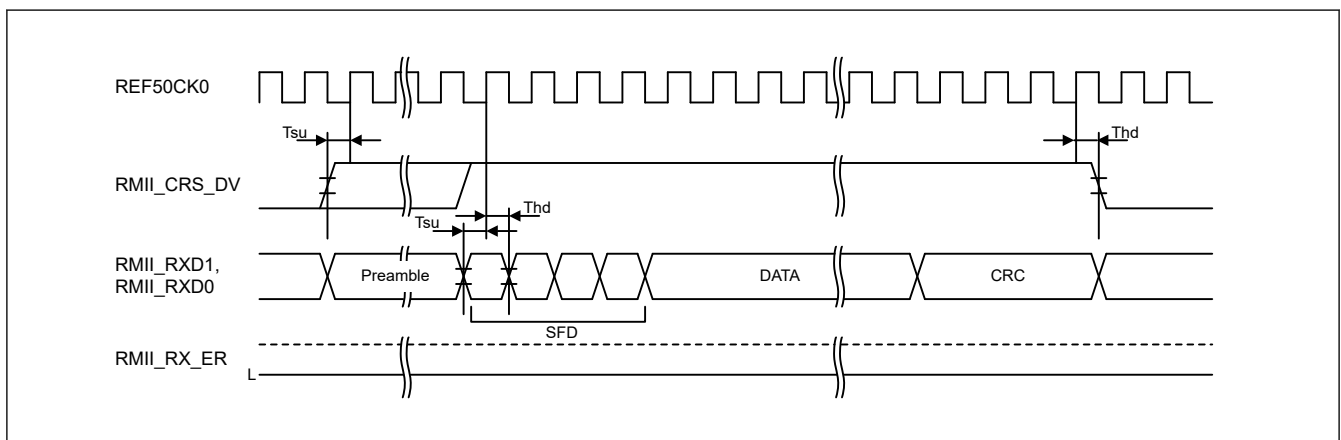 REF50CK0
Tsu
Thd
RMII_CRS_DV
Tsu
Thd
RMII_RXD1,
RMII_RXD0
Preamble
DATA
CRC
SFD
RMII_RX_ER
L